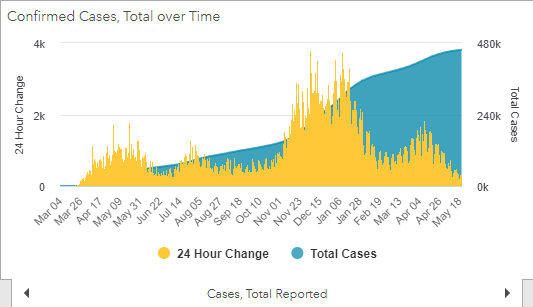 Confirmed Cases, Total over Time
4k
480k
24 Hour Change
2k
240k
Total Cases
0
0k
Mar 04
Mar 26
Apr 17
May 09
May 31
Jun 22
Jul 14
Aug 05
Aug 27
Sep 18
Oct 10
Nov 01
Nov 23
Dec 15
Jan 06
Jan 28
Feb 19
Mar 13
Apr 04
Apr 26
May 18
24 Hour Change Total Cases
Cases, Total Reported